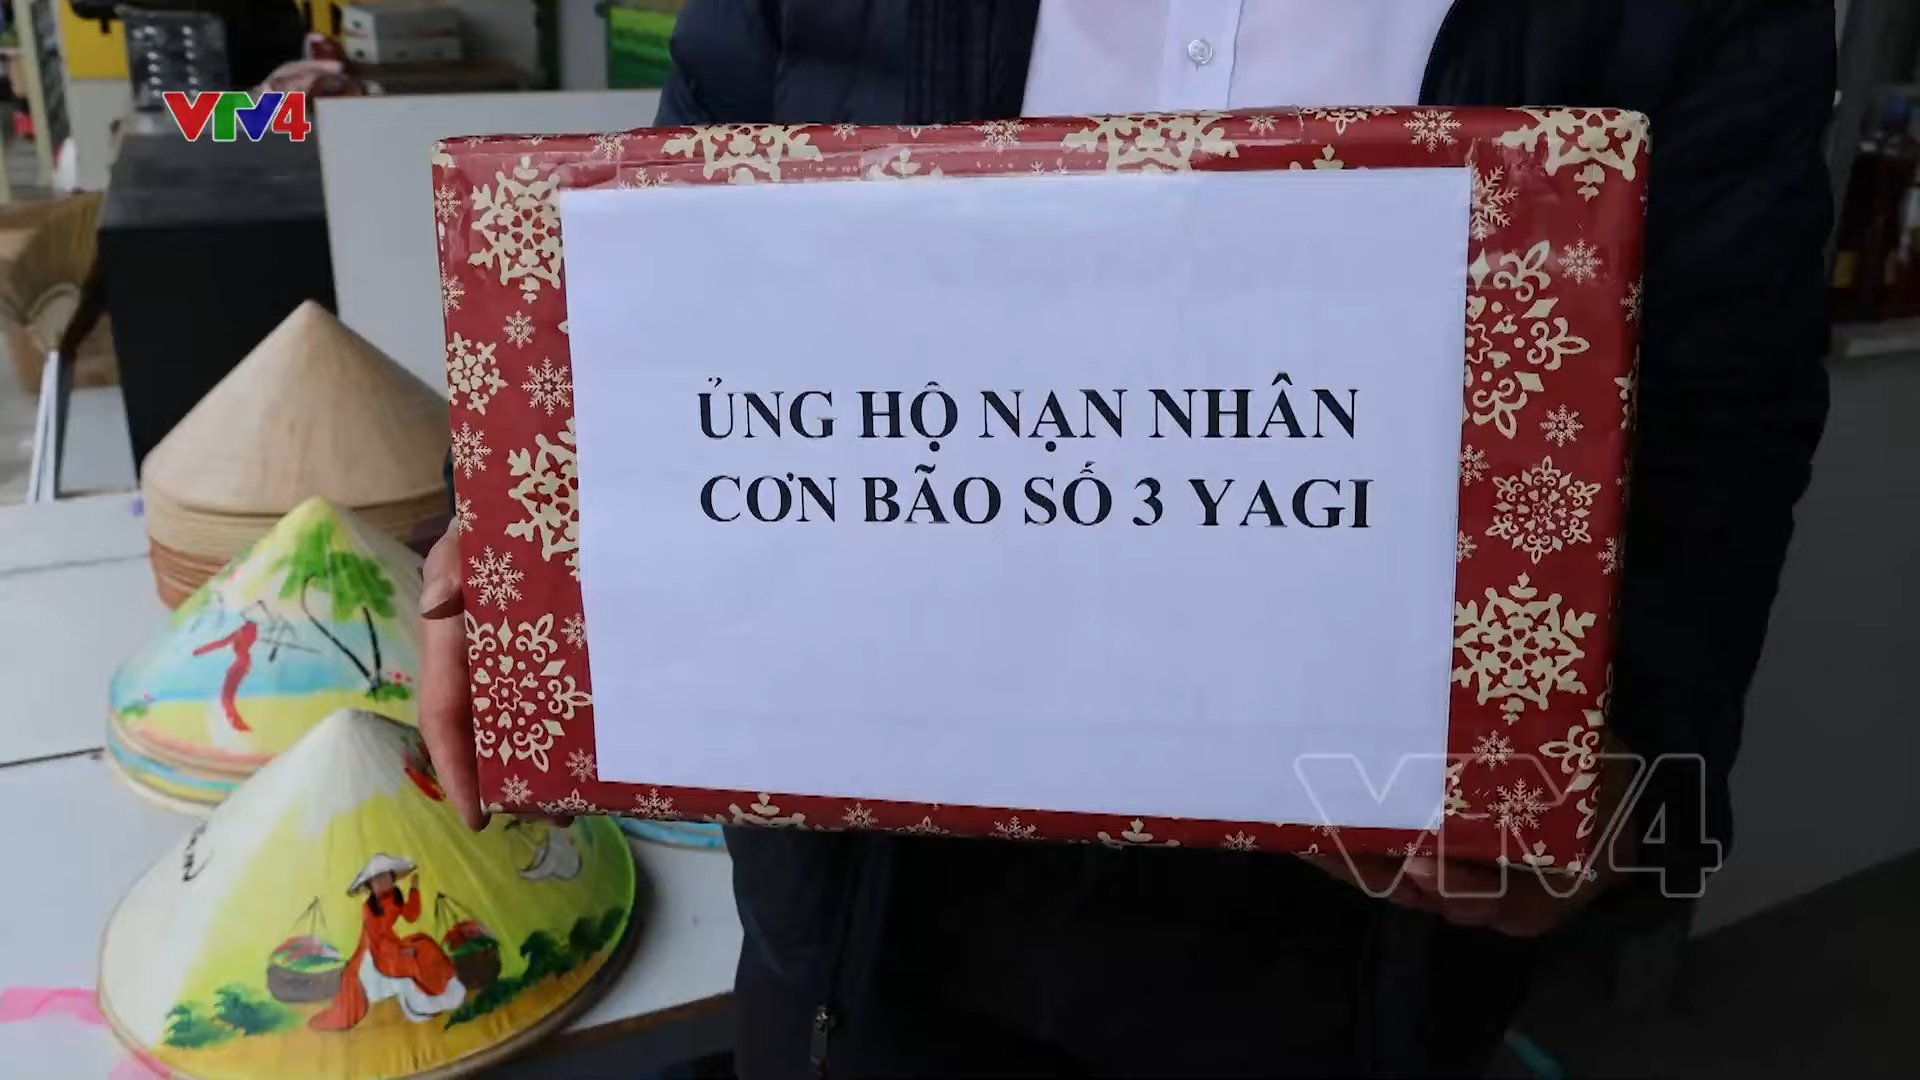 VTV4
ỦNG HỘ NẠN NHÂN
CƠN BÃO SỐ 3 YAGI
VTV4